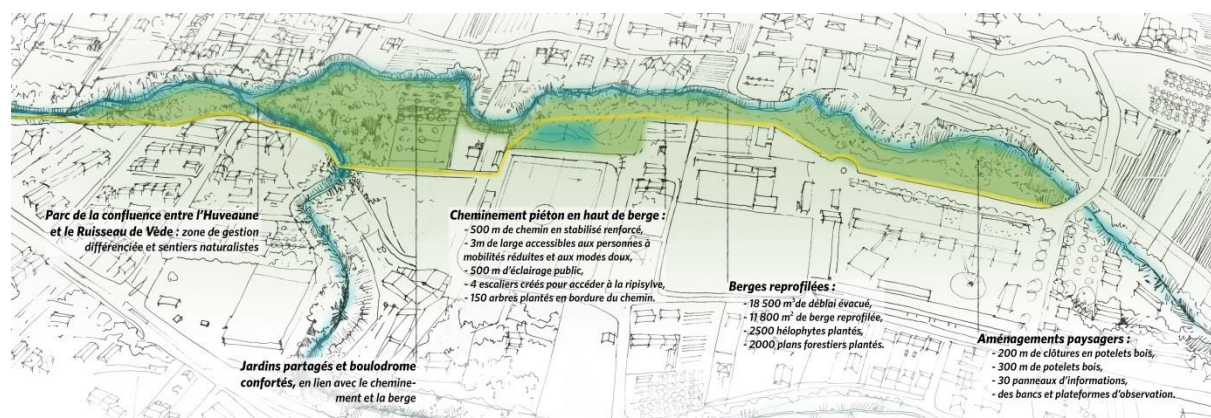 Parc de la confluence entre l'Huveaune
et le Ruisseau de Vède : zone de gestion
différenciée et sentiers naturalistes
Jardins partagés et boulodrome
confortés, en lien avec le chemine-
ment et la berge
Cheminement piéton en haut de berge :
- 500 m de chemin en stabilisé renforcé,
- 3m de large accessibles aux personnes à
mobilités réduites et aux modes doux,
- 500 m d'éclairage public,
- 4 escaliers créés pour accéder à la ripisylve,
- 150 arbres plantés en bordure du chemin.
Berges reprofilées :
- 18 500 m³ de déblai évacué,
- 11 800 m² de berge reprofilée,
- 2500 hélophytes plantés,
- 2000 plans forestiers plantés.
Aménagements paysagers :
- 200 m de clôtures en potelets bois,
- 300 m de potelets bois,
- 30 panneaux d'informations,
- des bancs et plateformes d'observation.